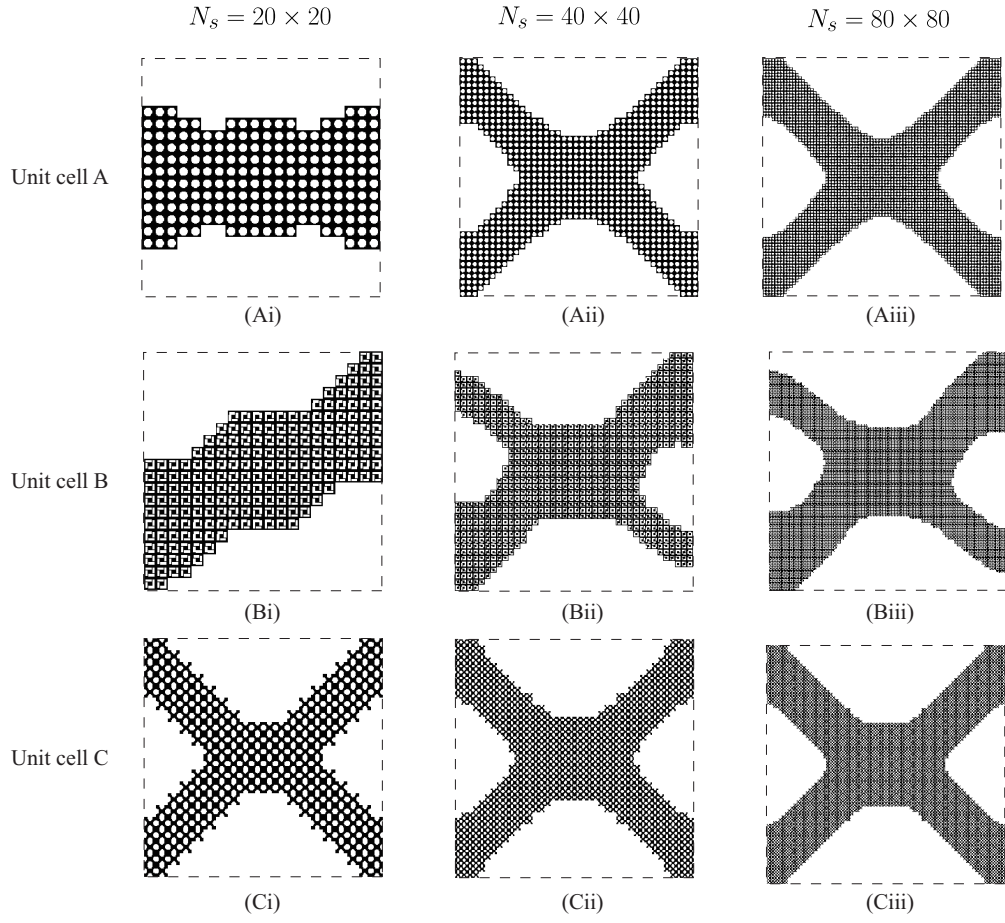 N_s = 20 × 20
N_s = 40 × 40
N_s = 80 × 80
Unit cell A
(Ai)
(Aii)
(Aiii)
Unit cell B
(Bi)
(Bii)
(Biii)
Unit cell C
(Ci)
(Cii)
(Ciii)